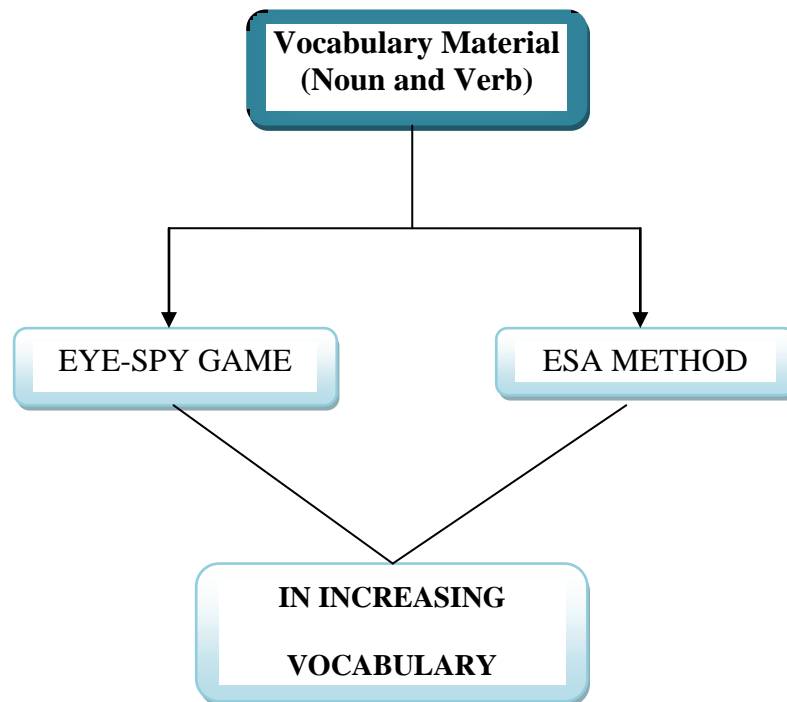 Vocabulary Material
(Noun and Verb)
EYE-SPY GAME
ESA METHOD
IN INCREASING
VOCABULARY